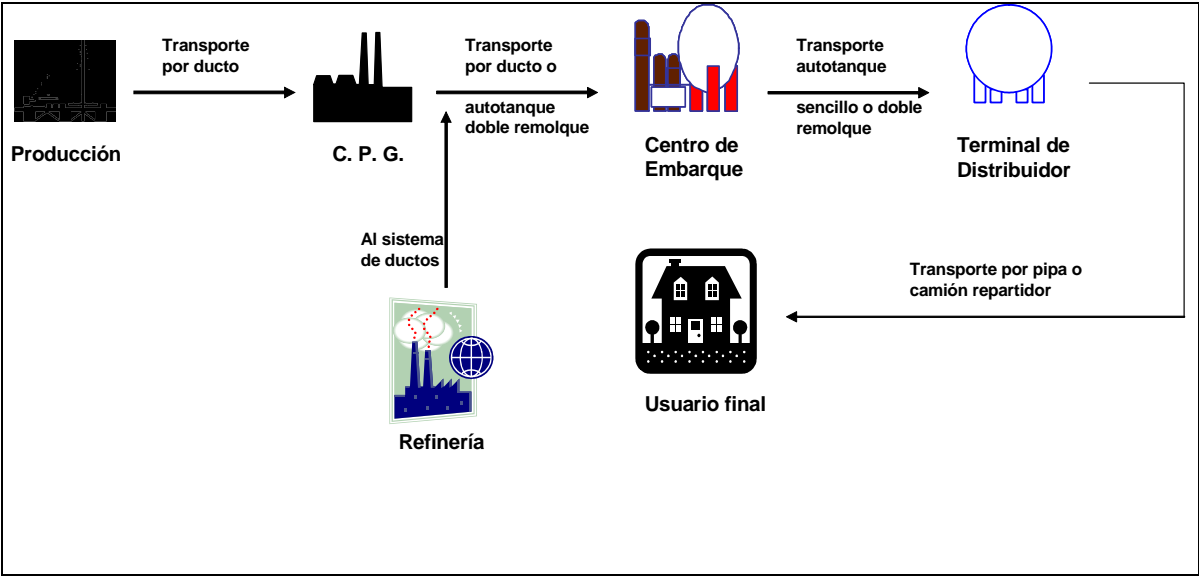 Transporte
por ducto
Producción
C. P. G.
Transporte
por ducto o
autotanque
doble remolque
Centro de
Embarque
Transporte
autotanque
sencillo o doble
remolque
Terminal de
Distribuidor
Al sistema
de ductos
Refinería
Transporte por pipa o
camión repartidor
Usuario final